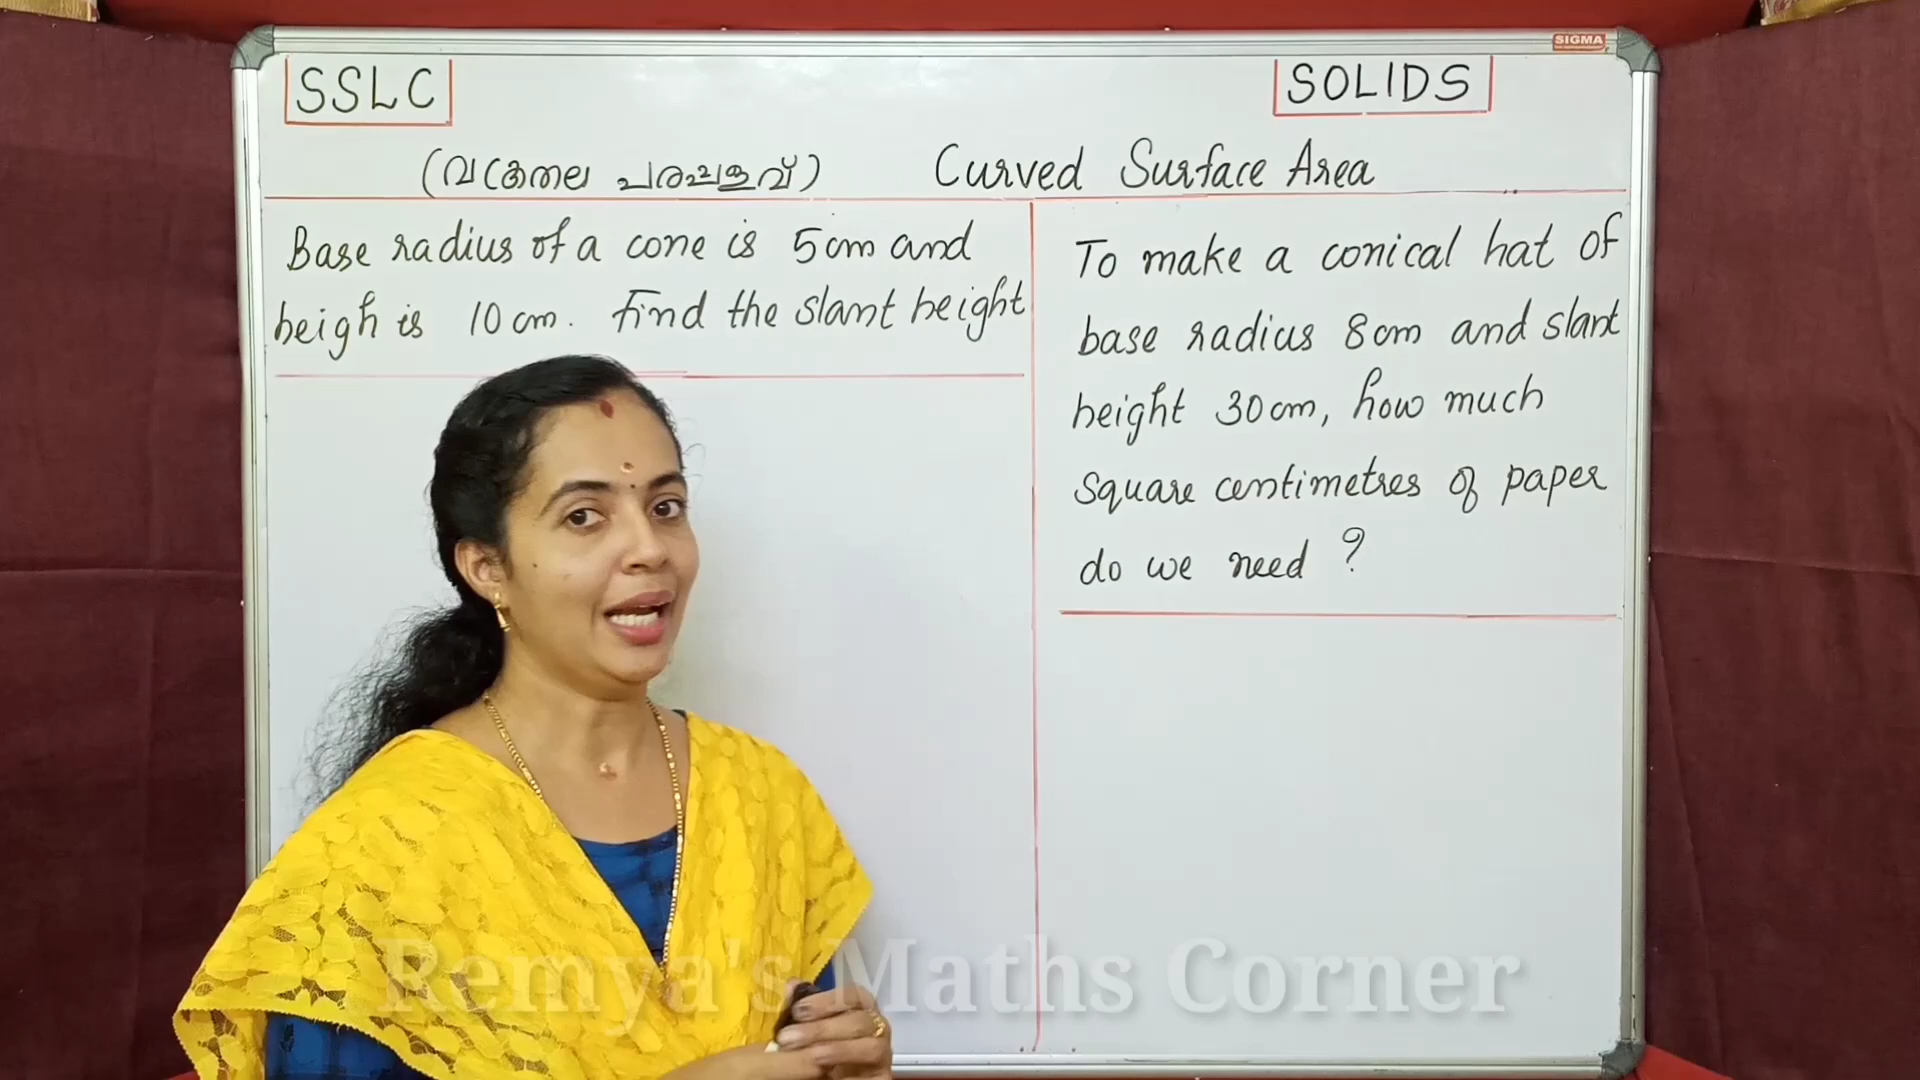 SIGMA
SSLC
SOLIDS
(വക്രതല പരപ്പളവ്) Curved Surface Area
Base radius of a cone is 5cm and
heigh is 10 cm. Find the slant height
To make a conical hat of
base radius 8cm and slant
height 30cm, how much
square centimetres of paper
do we need ?
Remya's Maths Corner